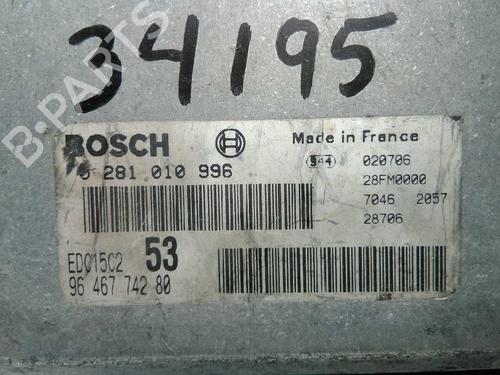 34195
B-PARTS
BOSCH
Made in France
0 281 010 996
944 020706
28FM0000
7046 2057
28706
EDC15C2 53
96 467 742 80